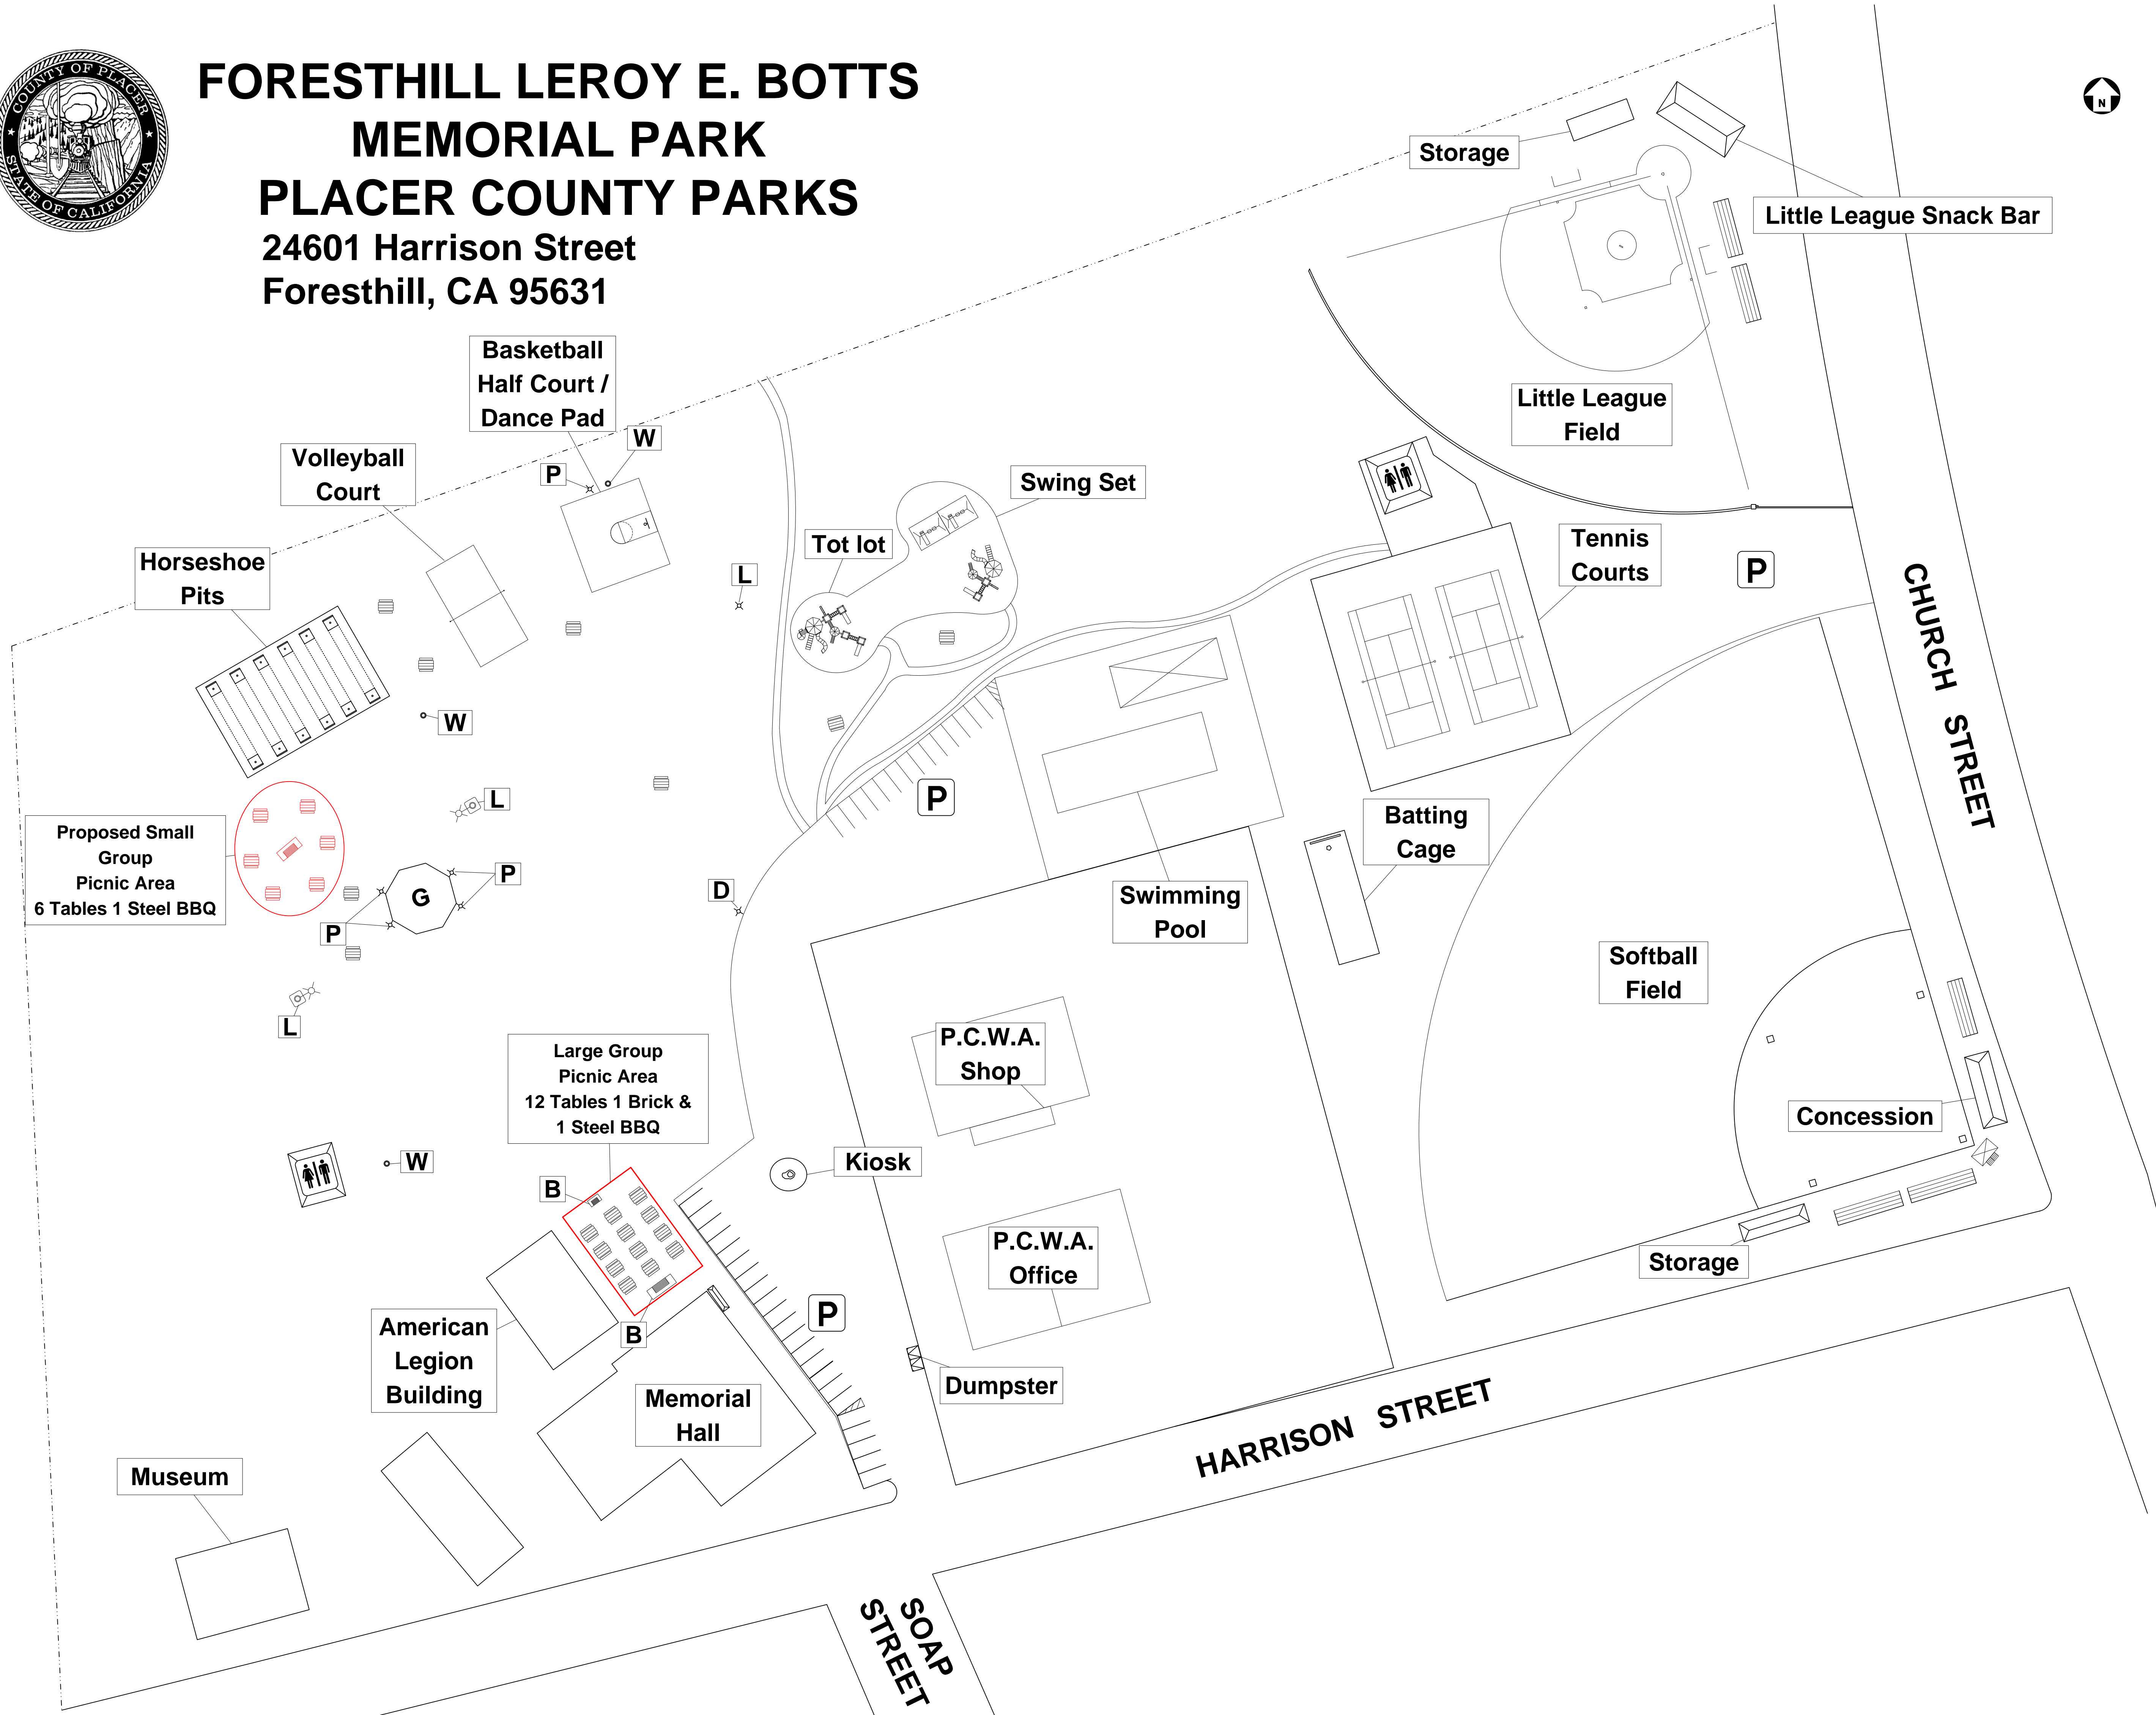 COUNTY OF PLACER
STATE OF CALIFORNIA
FORESTHILL LEROY E. BOTTS
MEMORIAL PARK
PLACER COUNTY PARKS
24601 Harrison Street
Foresthill, CA 95631
N
Storage
Little League Snack Bar
Little League
Field
Basketball
Half Court /
Dance Pad
W
P
Volleyball
Court
Swing Set
Tot lot
Horseshoe
Pits
L
Tennis
Courts
P
CHURCH STREET
W
L
P
Proposed Small
Group
Picnic Area
6 Tables 1 Steel BBQ
P
G
P
D
Batting
Cage
Swimming
Pool
Softball
Field
L
Large Group
Picnic Area
12 Tables 1 Brick &
1 Steel BBQ
P.C.W.A.
Shop
Concession
W
Kiosk
B
P.C.W.A.
Office
Storage
P
B
American
Legion
Building
Dumpster
Memorial
Hall
HARRISON STREET
Museum
SOAP
STREET